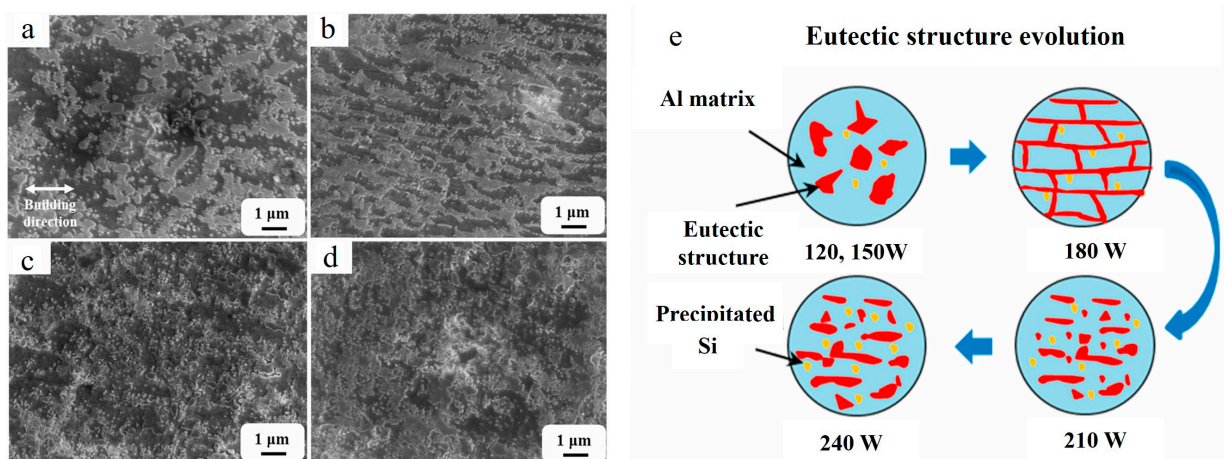 a
b
Building
direction
1 μm
1 μm
c
d
1 μm
1 μm
e
Eutectic structure evolution
Al matrix
Eutectic
structure
120, 150W
180 W
Precinitated
Si
240 W
210 W